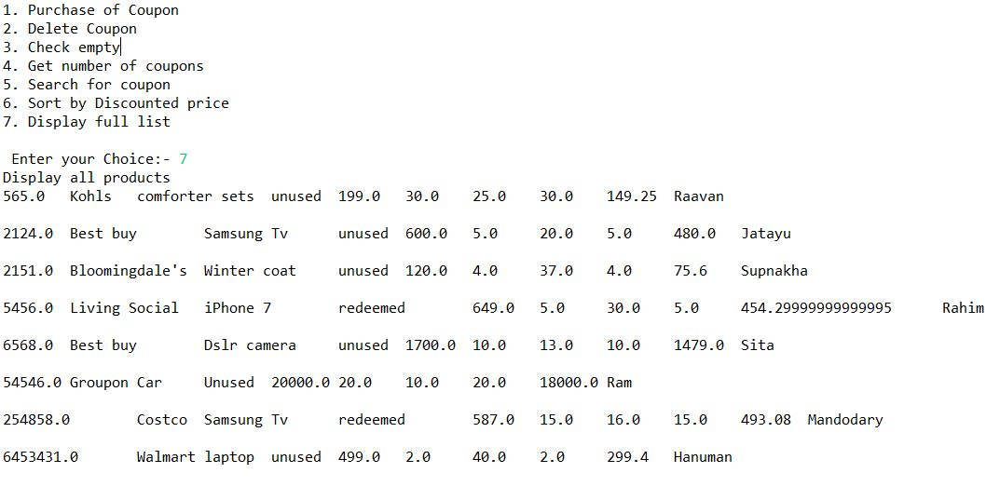 1. Purchase of Coupon
2. Delete Coupon
3. Check empty
4. Get number of coupons
5. Search for coupon
6. Sort by Discounted price
7. Display full list
Enter your Choice:- 7
Display all products
565.0 Kohls comforter sets unused 199.0 30.0 25.0 30.0 149.25 Raavan
2124.0 Best buy Samsung Tv unused 600.0 5.0 20.0 5.0 480.0 Jatayu
2151.0 Bloomingdale's Winter coat unused 120.0 4.0 37.0 4.0 75.6 Supnakha
5456.0 Living Social iPhone 7 redeemed 649.0 5.0 30.0 5.0 454.29999999999995 Rahim
6568.0 Best buy Dslr camera unused 1700.0 10.0 13.0 10.0 1479.0 Sita
54546.0 Groupon Car Unused 20000.0 20.0 10.0 20.0 18000.0 Ram
254858.0 Costco Samsung Tv redeemed 587.0 15.0 16.0 15.0 493.08 Mandodary
6453431.0 Walmart laptop unused 499.0 2.0 40.0 2.0 299.4 Hanuman